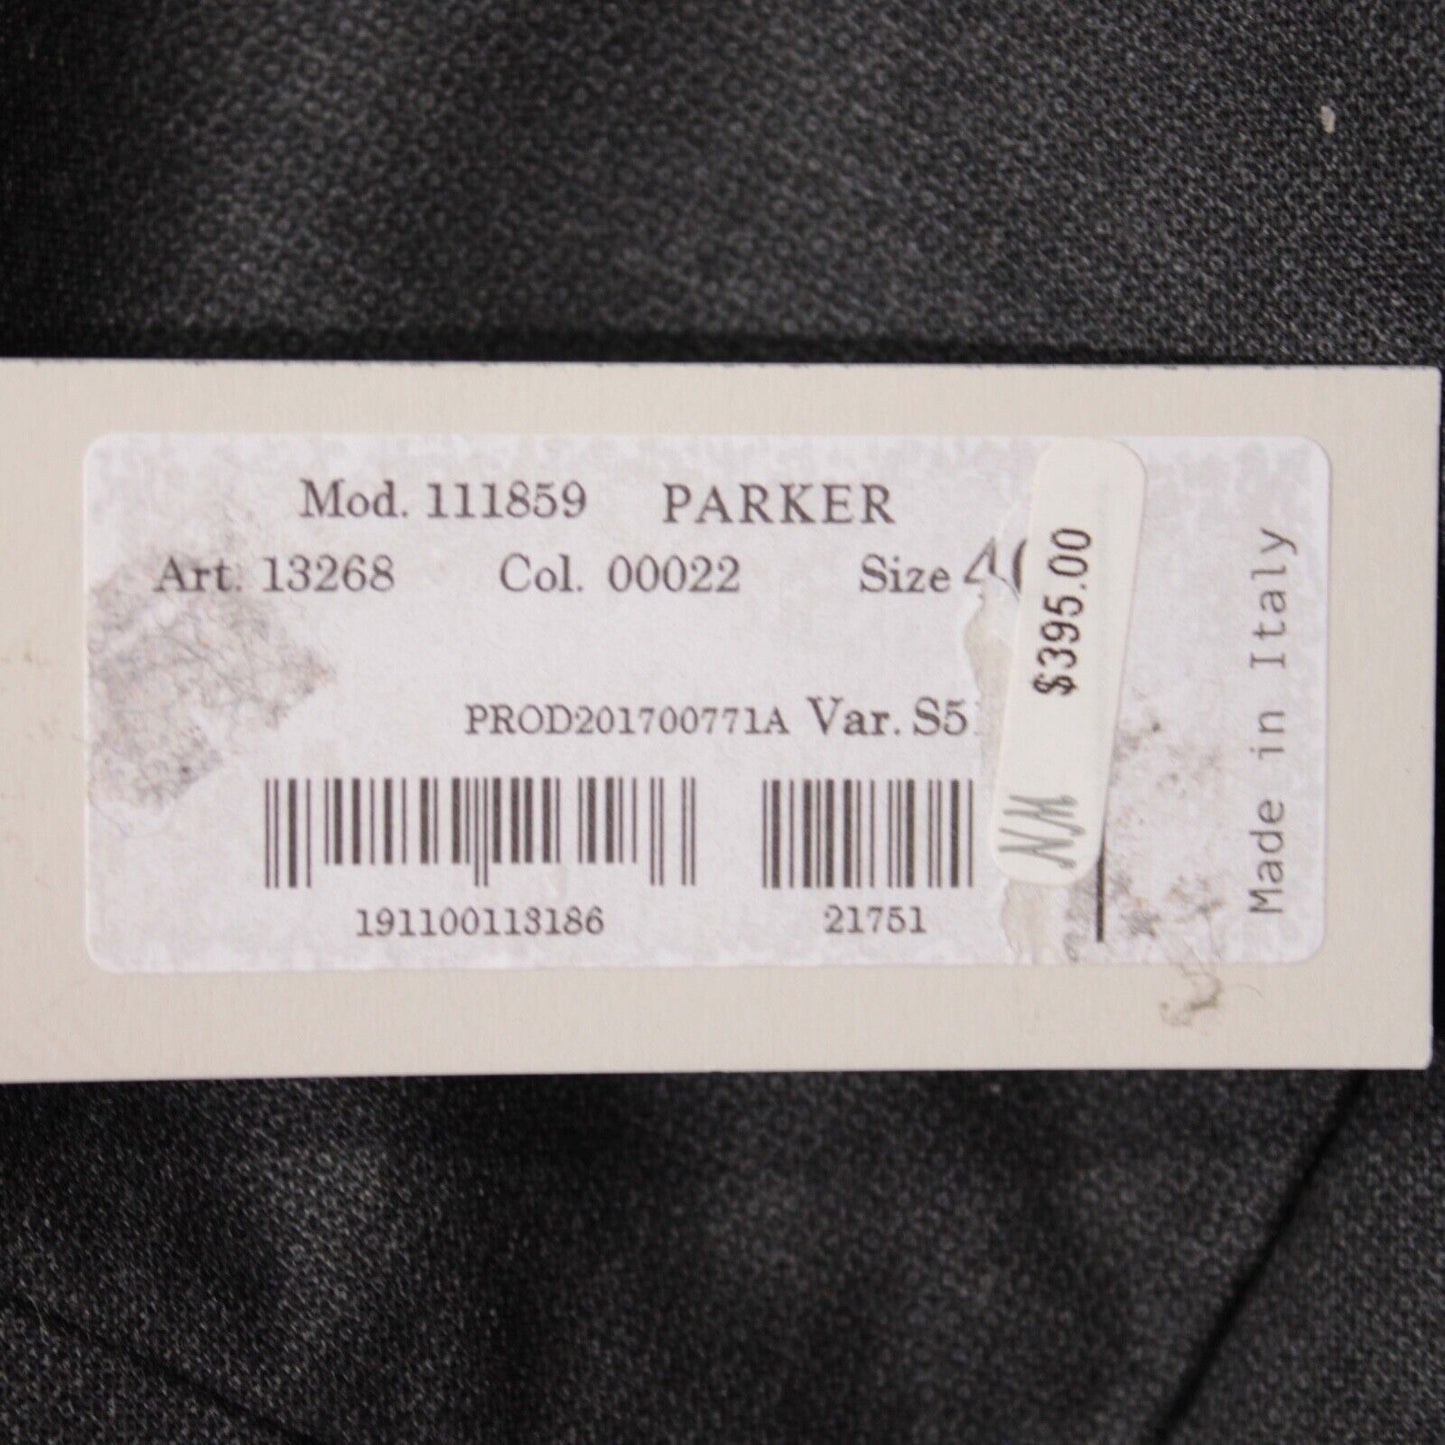 Mod. 111859 PARKER
Art. 13268 Col. 00022 Size
$395.00
PROD201700771A Var.
NM
191100113186
21751
Made in Italy